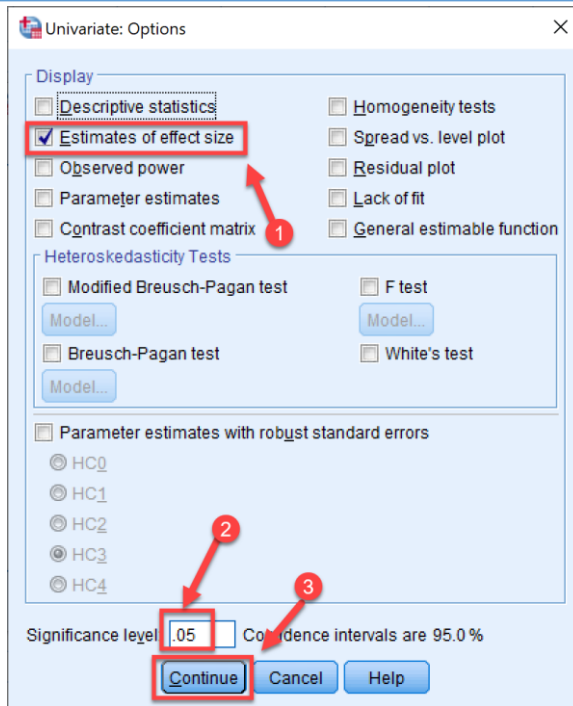 Univariate: Options
Display
Descriptive statistics
Homogeneity tests
Estimates of effect size
Spread vs. level plot
Observed power
Residual plot
Parameter estimates
Lack of fit
Contrast coefficient matrix
General estimable function
1
Heteroskedasticity Tests
Modified Breusch-Pagan test
F test
Model...
Model...
Breusch-Pagan test
White's test
Model...
Parameter estimates with robust standard errors
HC0
HC1
HC2
HC3
HC4
2
3
Significance level .05 Confidence intervals are 95.0 %
Continue
Cancel
Help